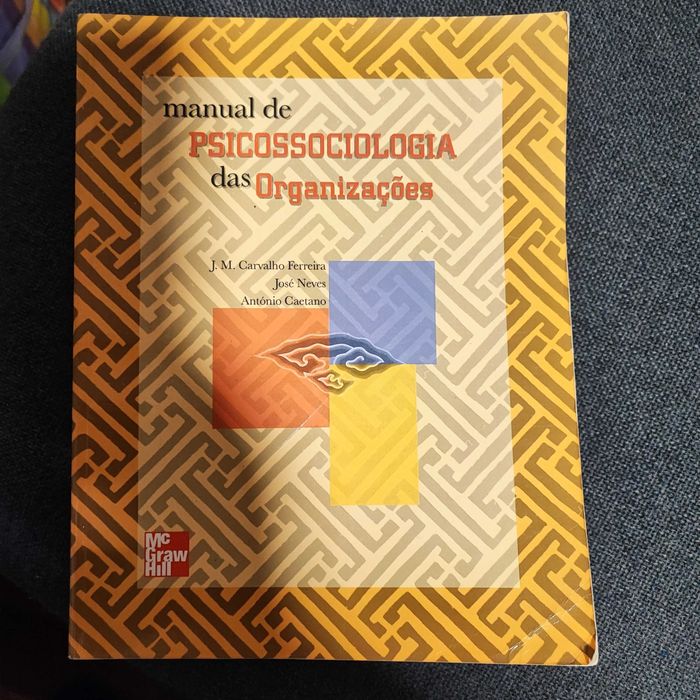 manual de
PSICOSSOCIOLOGIA
das Organizações
J. M. Carvalho Ferreira
José Neves
António Caetano
Mc
Graw
Hill